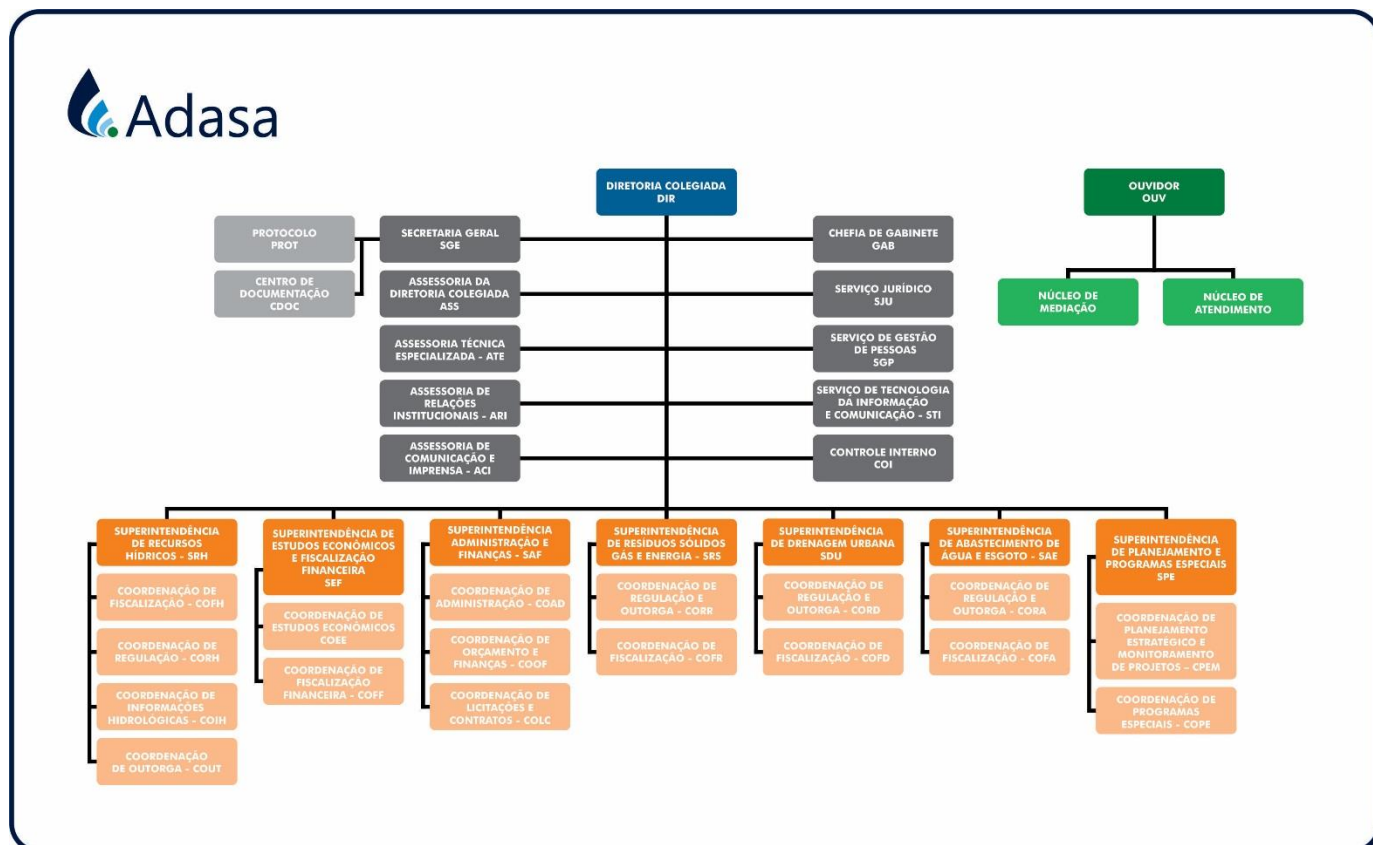 Adasa
DIRETORIA COLEGIADA
DIR
OUVIDOR
OUV
PROTOCOLO
PROT
SECRETARIA GERAL
SGE
CHEFIA DE GABINETE
GAB
CENTRO DE
DOCUMENTAÇÃO
CDOC
ASSESSORIA DA
DIRETORIA COLEGIADA
ASS
SERVIÇO JURÍDICO
SJU
NÚCLEO DE
MEDIAÇÃO
NÚCLEO DE
ATENDIMENTO
ASSESSORIA TÉCNICA
ESPECIALIZADA - ATE
SERVIÇO DE GESTÃO
DE PESSOAS
SGP
ASSESSORIA DE
RELAÇÕES
INSTITUCIONAIS - ARI
SERVIÇO DE TECNOLOGIA
DA INFORMAÇÃO
E COMUNICAÇÃO - STI
ASSESSORIA DE
COMUNICAÇÃO E
IMPRENSA - ACI
CONTROLE INTERNO
COI
SUPERINTENDÊNCIA
DE RECURSOS
HÍDRICOS - SRH
COORDENAÇÃO DE
FISCALIZAÇÃO - COFH
COORDENAÇÃO DE
REGULAÇÃO - CORH
COORDENAÇÃO DE
INFORMAÇÕES
HIDROLÓGICAS - COIH
COORDENAÇÃO
DE OUTORGA - COUT
SUPERINTENDÊNCIA DE
ESTUDOS ECONÔMICOS
E FISCALIZAÇÃO
FINANCEIRA
SEF
COORDENAÇÃO DE
ESTUDOS ECONÔMICOS
COEE
COORDENAÇÃO DE
FISCALIZAÇÃO
FINANCEIRA - COFF
SUPERINTENDÊNCIA
ADMINISTRAÇÃO E
FINANÇAS - SAF
COORDENAÇÃO DE
ADMINISTRAÇÃO - COAD
COORDENAÇÃO DE
ORÇAMENTO E
FINANÇAS - COOF
COORDENAÇÃO DE
LICITAÇÕES E
CONTRATOS - COLC
SUPERINTENDÊNCIA
DE RESÍDUOS SÓLIDOS
GÁS E ENERGIA - SRS
COORDENAÇÃO DE
REGULAÇÃO E
OUTORGA - CORR
COORDENAÇÃO DE
FISCALIZAÇÃO - COFR
SUPERINTENDÊNCIA
DE DRENAGEM URBANA
SDU
COORDENAÇÃO DE
REGULAÇÃO E
OUTORGA - CORD
COORDENAÇÃO DE
FISCALIZAÇÃO - COFD
SUPERINTENDÊNCIA
DE ABASTECIMENTO DE
ÁGUA E ESGOTO - SAE
COORDENAÇÃO DE
REGULAÇÃO E
OUTORGA - CORA
COORDENAÇÃO DE
FISCALIZAÇÃO - COFA
SUPERINTENDÊNCIA
DE PLANEJAMENTO E
PROGRAMAS ESPECIAIS
SPE
COORDENAÇÃO DE
PLANEJAMENTO
ESTRATÉGICO E
MONITORAMENTO
DE PROJETOS – CPEM
COORDENAÇÃO DE
PROGRAMAS
ESPECIAIS - COPE